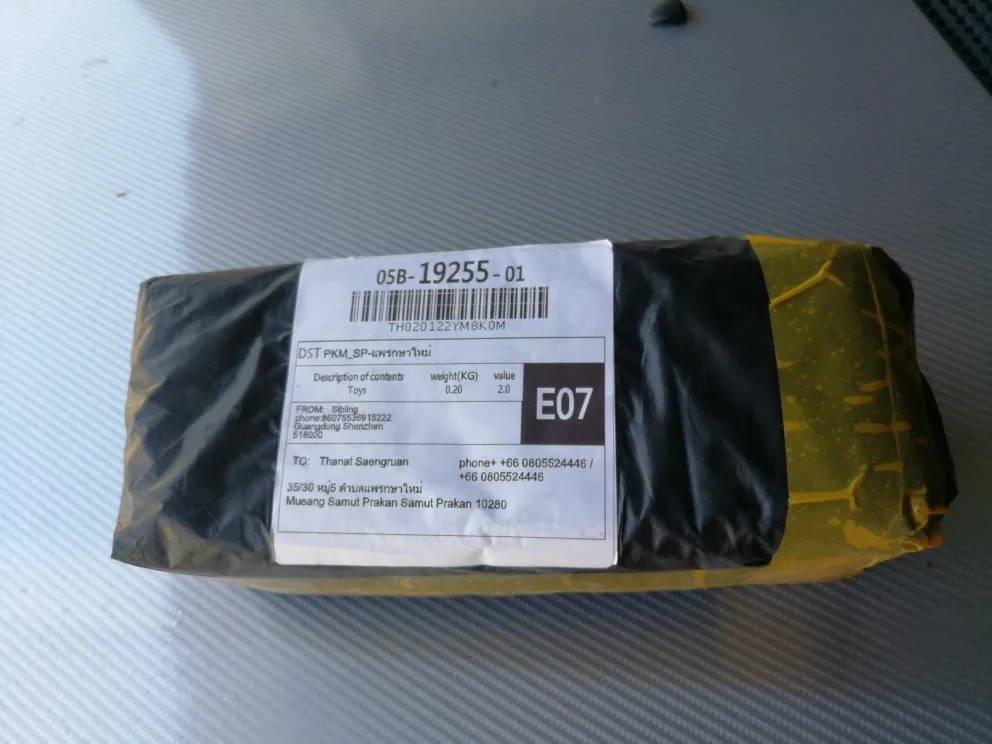 05B-19255-01
TH020122YM8K0M
DST PKM_SP-แพรกษาใหม่
Description of contents weight(KG) value
Toys 0.20 2.0
E07
FROM: Sibling
phone:86075536915222
Guangdong Shenzhen
518000
TO: Thanat Saengruan phone+ +66 0805524446 /
+66 0805524446
35/30 หมู่5 ตำบลแพรกษาใหม่
Mueang Samut Prakan Samut Prakan 10280